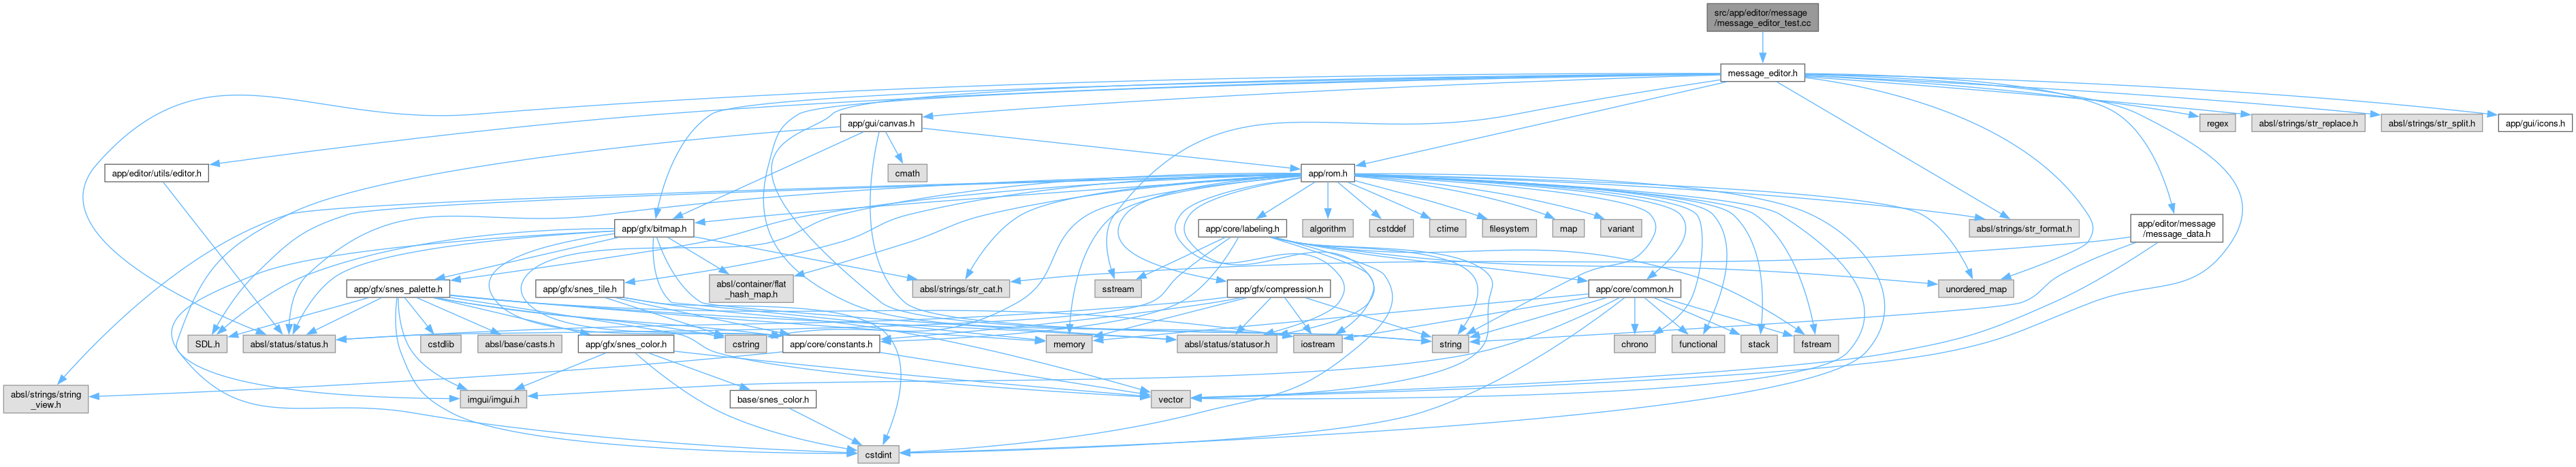 src/app/editor/message
/message_editor_test.cc
message_editor.h
app/gui/canvas.h
regex
absl/strings/str_replace.h
absl/strings/str_split.h
app/gui/icons.h
app/editor/utils/editor.h
cmath
app/rom.h
app/gfx/bitmap.h
app/core/labeling.h
algorithm
cstddef
ctime
filesystem
map
variant
absl/strings/str_format.h
app/editor/message
/message_data.h
app/gfx/snes_palette.h
app/gfx/snes_tile.h
absl/container/flat
_hash_map.h
absl/strings/str_cat.h
sstream
app/gfx/compression.h
app/core/common.h
unordered_map
SDL.h
absl/status/status.h
cstdlib
absl/base/casts.h
app/gfx/snes_color.h
cstring
app/core/constants.h
memory
absl/status/statusor.h
iostream
string
chrono
functional
stack
fstream
absl/strings/string
_view.h
imgui/imgui.h
base/snes_color.h
vector
cstdint